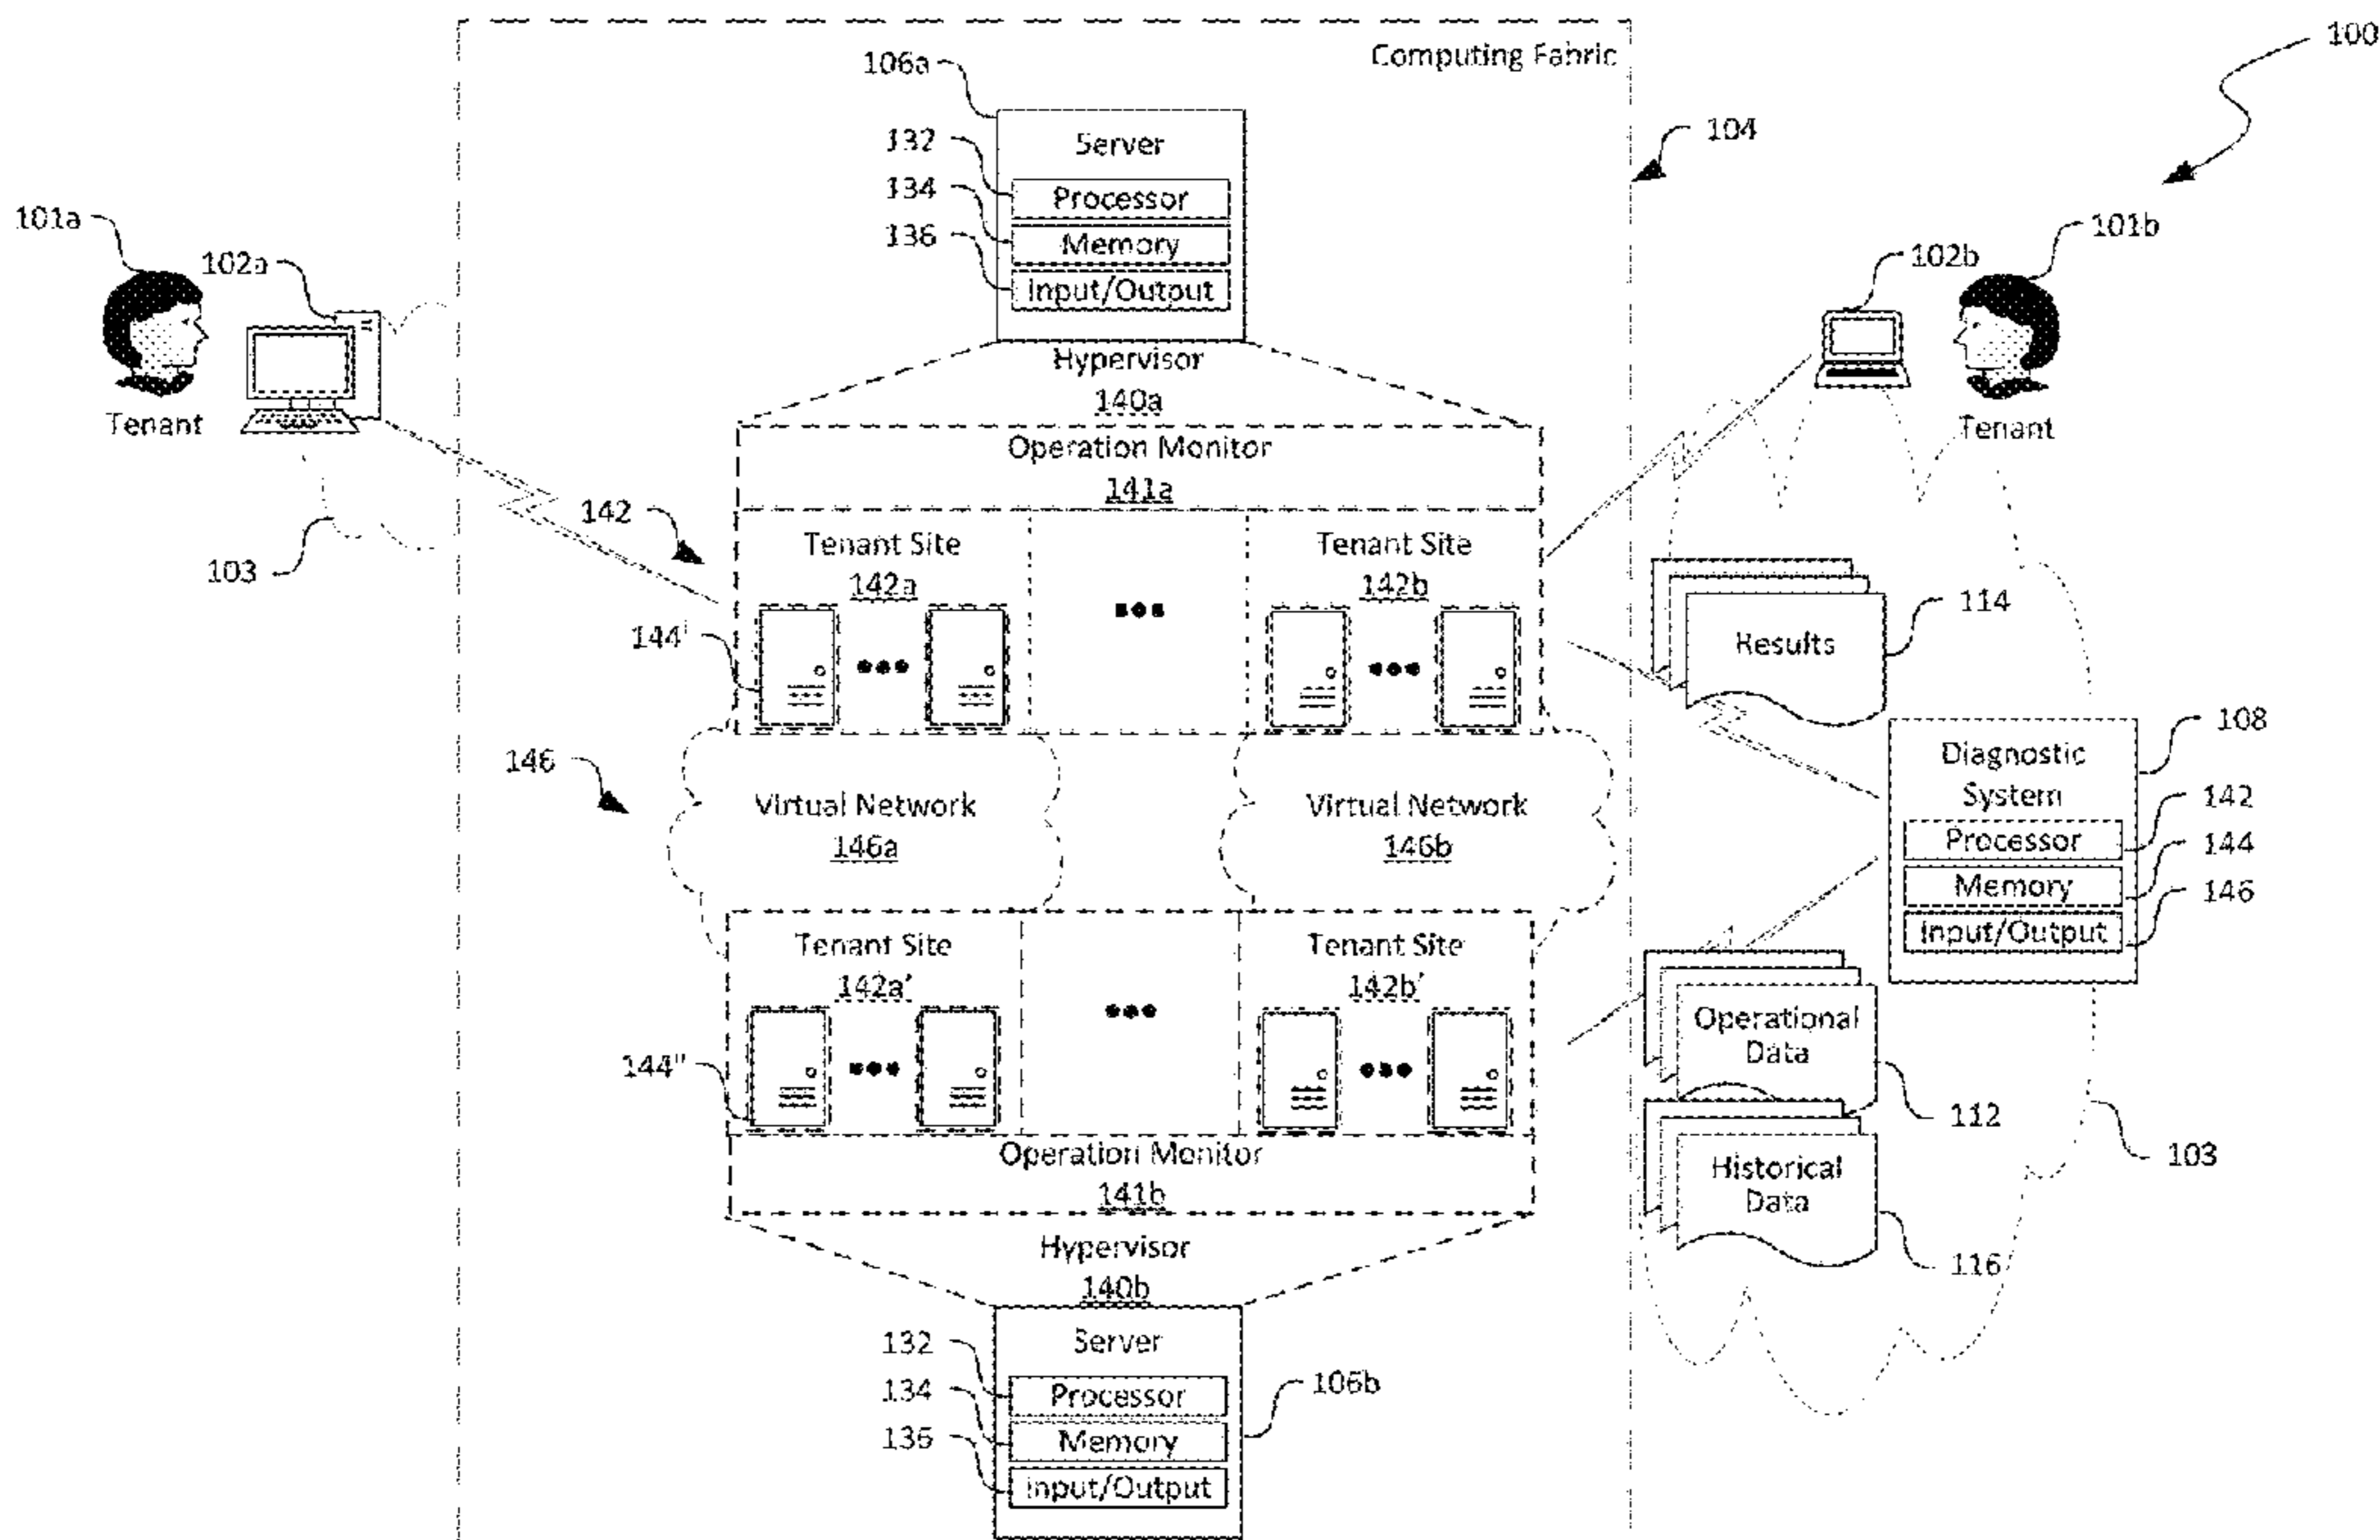 100
Computing Fabric
106a
104
Server
132
Processor
134
Memory
136
Input/Output
101a
102a
Tenant
101b
102b
Tenant
Hypervisor
140a
Operation Monitor
141a
142
103
Tenant Site
142a
Tenant Site
142b
144'
114
Results
146
Virtual Network
146a
Virtual Network
146b
108
Diagnostic
System
142
Processor
144
Memory
146
Input/Output
Tenant Site
142a'
Tenant Site
142b'
144"
Operational
Data
112
Historical
Data
103
116
Operation Monitor
141b
Hypervisor
140b
Server
132
Processor
106b
134
Memory
136
Input/Output